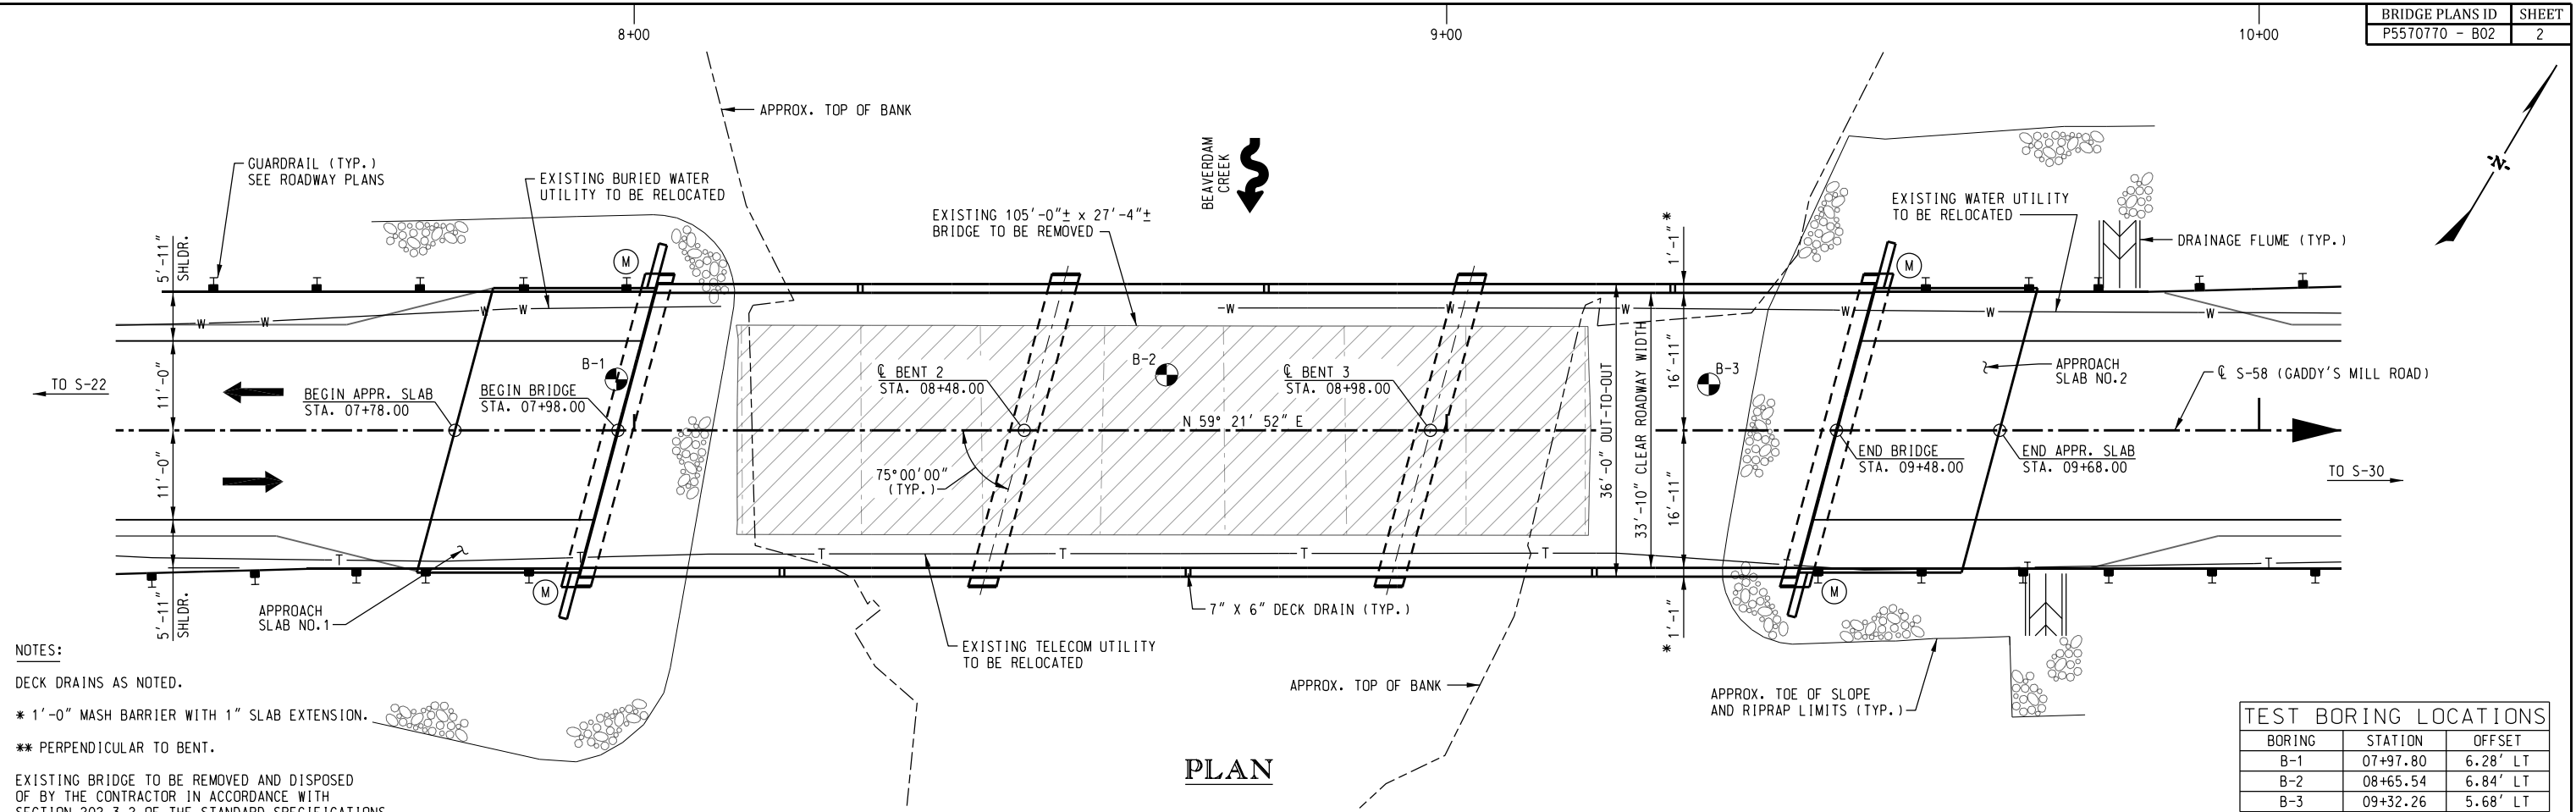 8+00
9+00
10+00
BRIDGE PLANS ID SHEET
P5570770 - B02 2
APPROX. TOP OF BANK
-N-
GUARDRAIL (TYP.)
SEE ROADWAY PLANS
EXISTING BURIED WATER
UTILITY TO BE RELOCATED
BEAVERDAM
CREEK
EXISTING 105'-0"± x 27'-4"±
BRIDGE TO BE REMOVED
EXISTING WATER UTILITY
TO BE RELOCATED
DRAINAGE FLUME (TYP.)
5'-11"
SHLDR.
M
1'-1" *
M
W W W W
W W W W W W
B-1
B-2
B-3
11'-0"
TO S-22
BEGIN APPR. SLAB
STA. 07+78.00
BEGIN BRIDGE
STA. 07+98.00
℄ BENT 2
STA. 08+48.00
℄ BENT 3
STA. 08+98.00
36'-0" OUT-TO-OUT
33'-10" CLEAR ROADWAY WIDTH
16'-11"
APPROACH
SLAB NO.2
℄ S-58 (GADDY'S MILL ROAD)
N 59° 21' 52" E
11'-0"
75°00'00"
(TYP.)
16'-11"
END BRIDGE
STA. 09+48.00
END APPR. SLAB
STA. 09+68.00
TO S-30
T T T T T T T T T
5'-11"
SHLDR.
APPROACH
SLAB NO.1
M
7" X 6" DECK DRAIN (TYP.)
* 1'-1"
M
EXISTING TELECOM UTILITY
TO BE RELOCATED
APPROX. TOP OF BANK
APPROX. TOE OF SLOPE
AND RIPRAP LIMITS (TYP.)
NOTES:
DECK DRAINS AS NOTED.
* 1'-0" MASH BARRIER WITH 1" SLAB EXTENSION.
** PERPENDICULAR TO BENT.
EXISTING BRIDGE TO BE REMOVED AND DISPOSED
OF BY THE CONTRACTOR IN ACCORDANCE WITH
SECTION 202.3.2 OF THE STANDARD SPECIFICATIONS
PLAN
TEST BORING LOCATIONS
BORING STATION OFFSET
B-1 07+97.80 6.28' LT
B-2 08+65.54 6.84' LT
B-3 09+32.26 5.68' LT